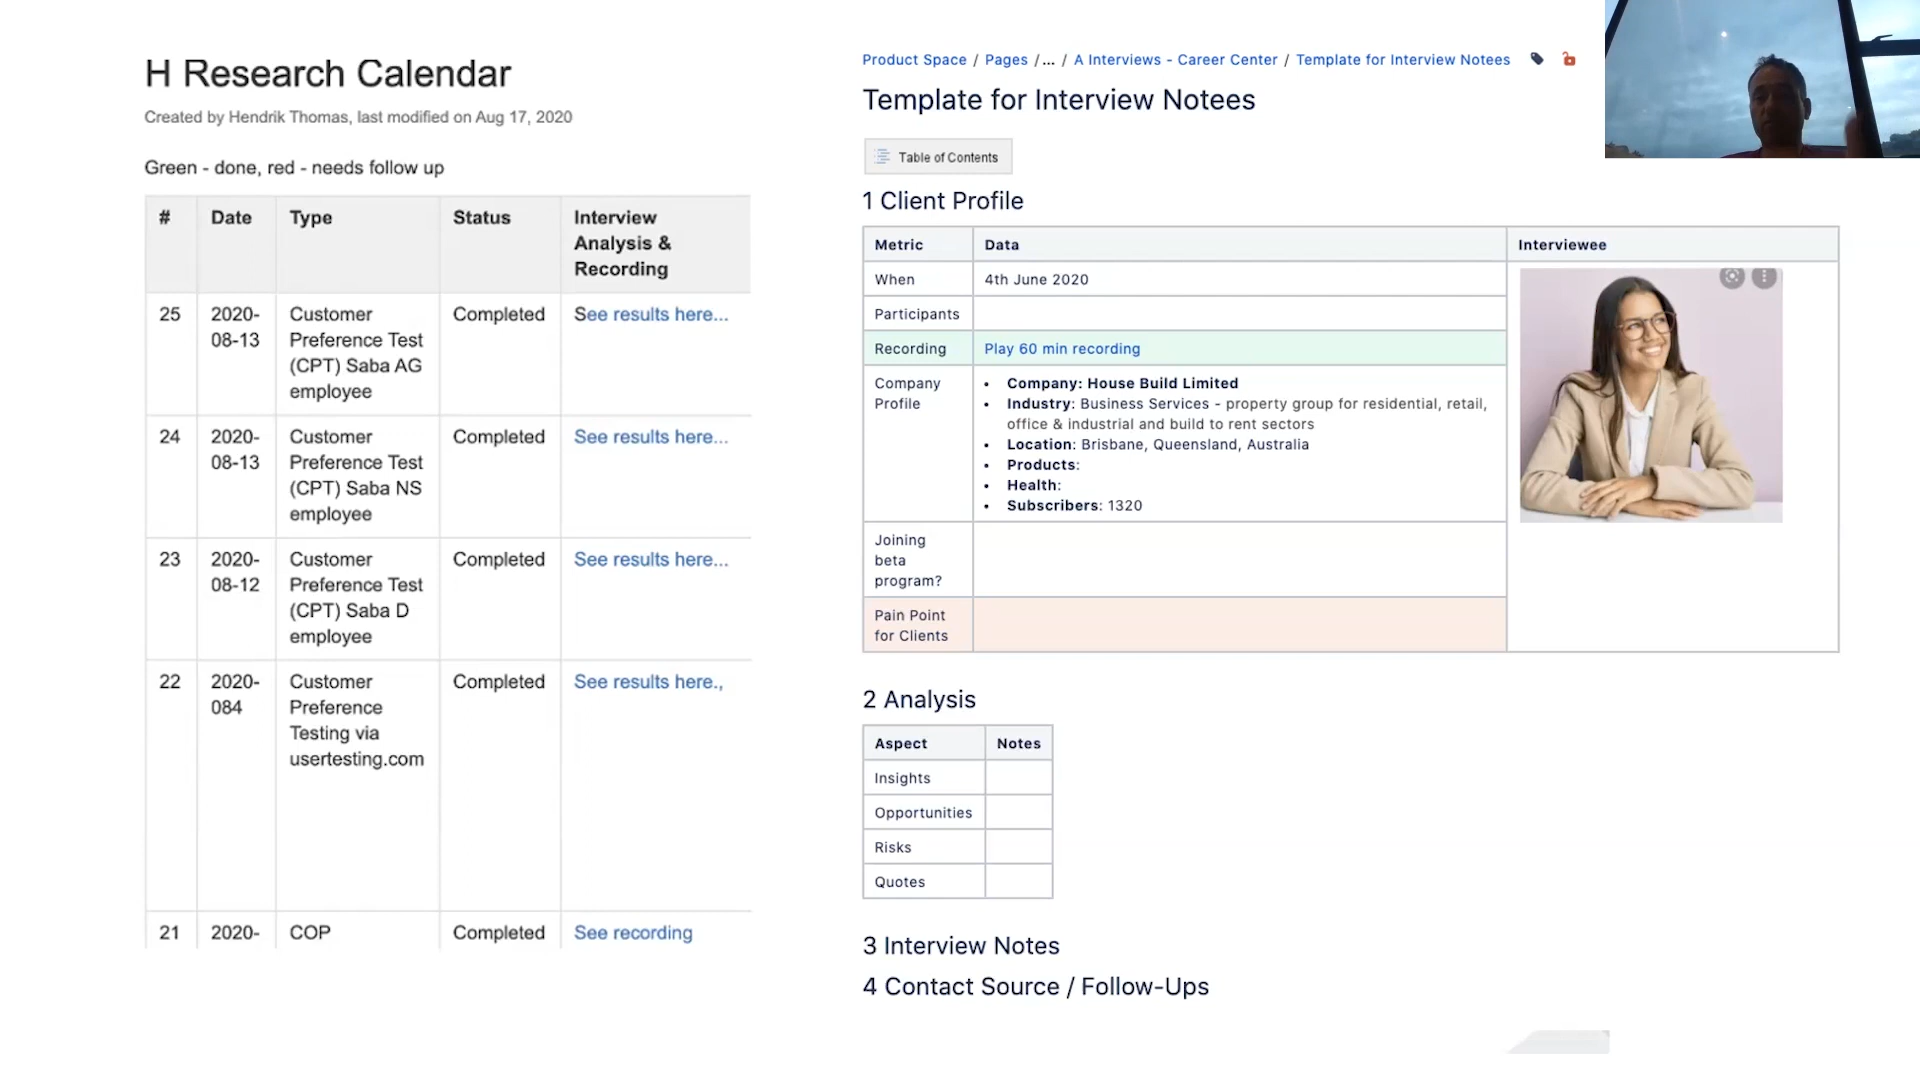 H Research Calendar
Created by Hendrik Thomas, last modified on Aug 17, 2020
Green - done, red - needs follow up
# Date Type Status Interview
Analysis &
Recording
25 2020- Customer Completed See results here...
08-13 Preference Test
(CPT) Saba AG
employee
24 2020- Customer Completed See results here...
08-13 Preference Test
(CPT) Saba NS
employee
23 2020- Customer Completed See results here...
08-12 Preference Test
(CPT) Saba D
employee
22 2020- Customer Completed See results here.,
084 Preference
Testing via
usertesting.com
21 2020- COP Completed See recording
Product Space / Pages /... / A Interviews - Career Center / Template for Interview Notees
Template for Interview Notees
Table of Contents
1 Client Profile
Metric Data Interviewee
When 4th June 2020
Participants
Recording Play 60 min recording
Company • Company: House Build Limited
Profile • Industry: Business Services - property group for residential, retail,
office & industrial and build to rent sectors
• Location: Brisbane, Queensland, Australia
• Products:
• Health:
• Subscribers: 1320
Joining
beta
program?
Pain Point
for Clients
2 Analysis
Aspect Notes
Insights
Opportunities
Risks
Quotes
3 Interview Notes
4 Contact Source / Follow-Ups